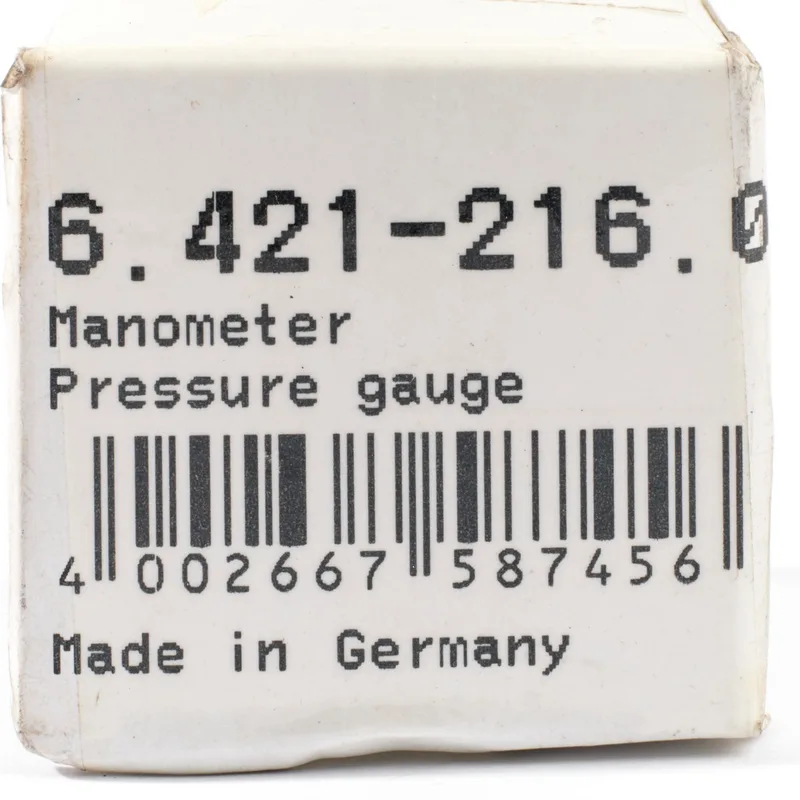 6.421-216.0
Manometer
Pressure gauge
4 002667 587456
Made in Germany